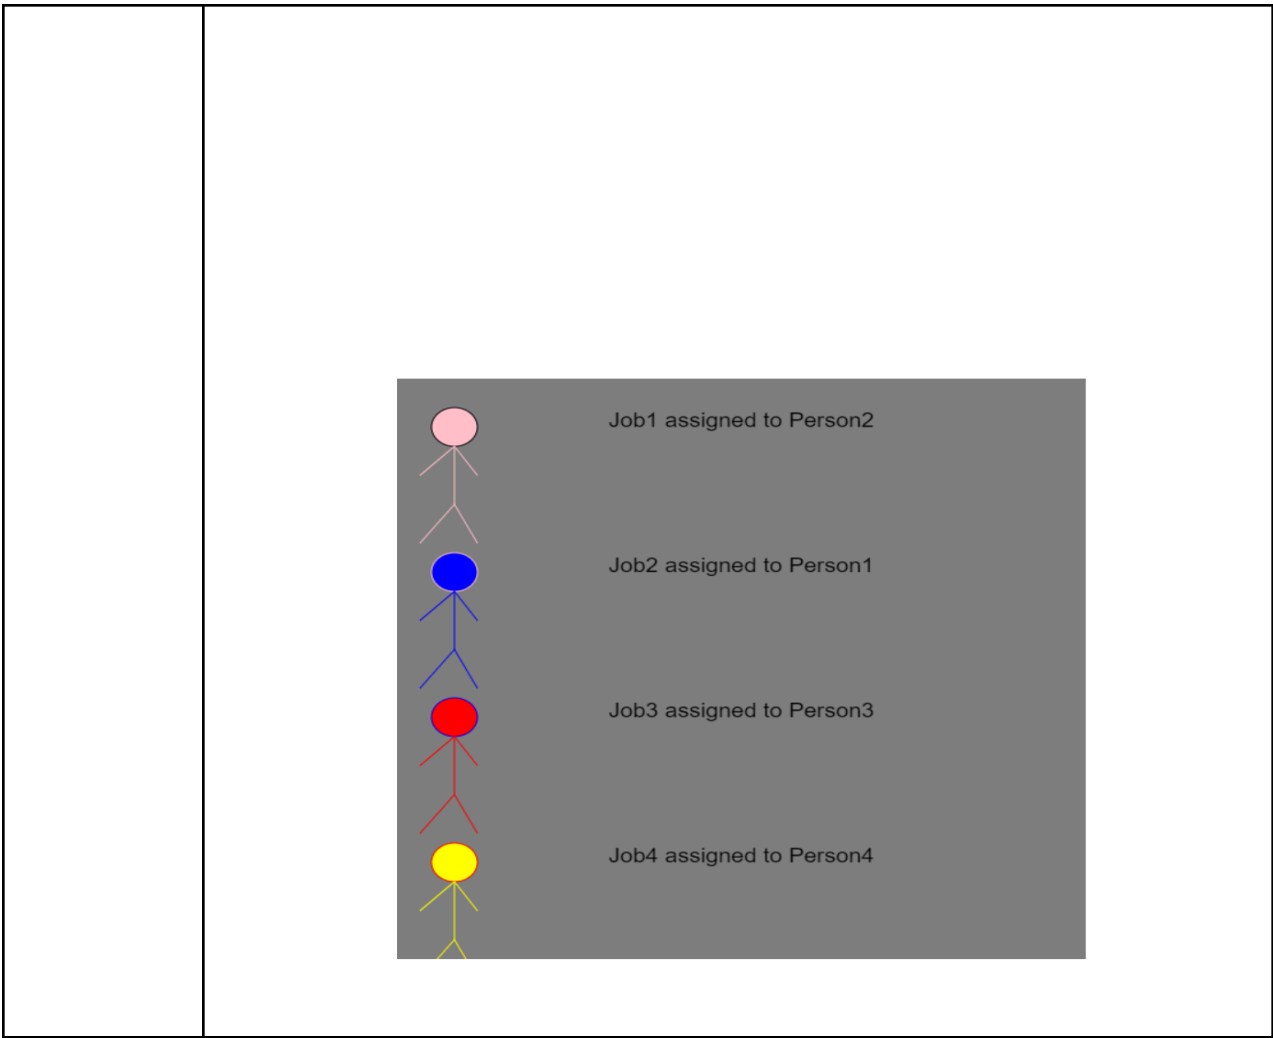 Job1 assigned to Person2
Job2 assigned to Person1
Job3 assigned to Person3
Job4 assigned to Person4